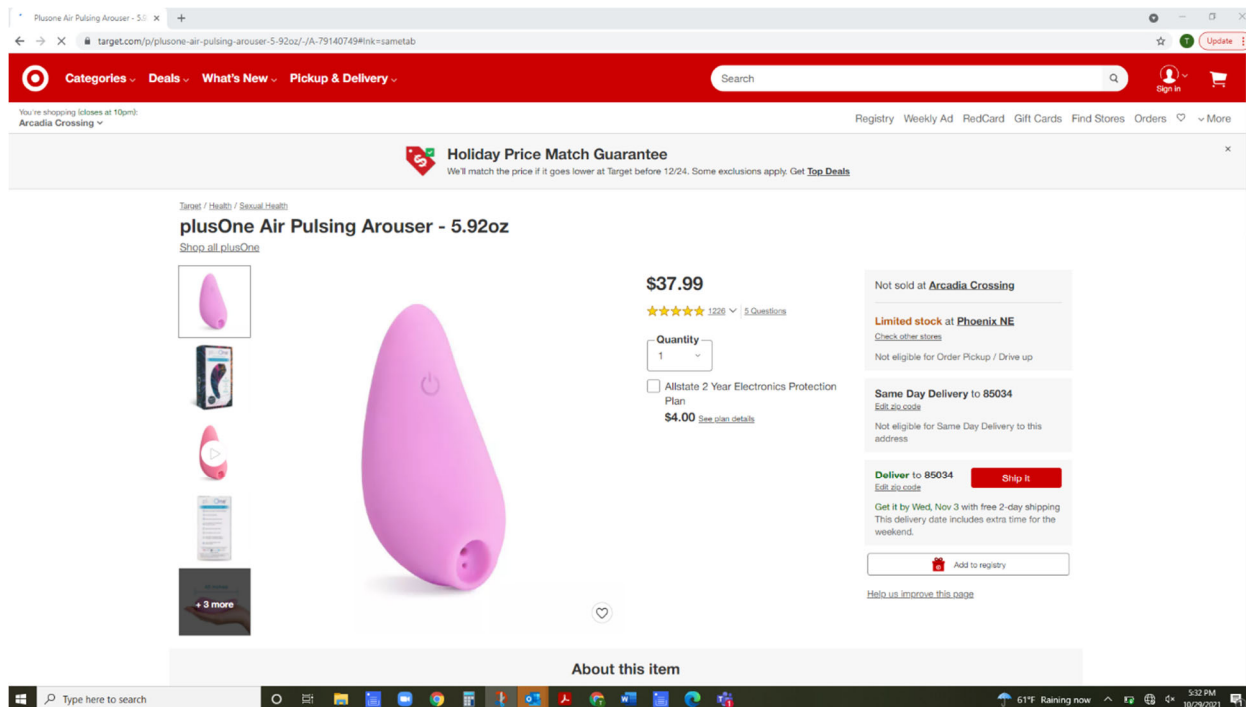 Plusone Air Pulsing Arouser - 5.9
target.com/p/plusone-air-pulsing-arouser-5-92oz/-/A-79140749#lnk=sametab
T
Update
Categories Deals What's New Pickup & Delivery
Search
Sign in
You're shopping (closes at 10pm):
Arcadia Crossing
Registry Weekly Ad RedCard Gift Cards Find Stores Orders More
Holiday Price Match Guarantee
We'll match the price if it goes lower at Target before 12/24. Some exclusions apply. Get Top Deals
Target / Health / Sexual Health
plusOne Air Pulsing Arouser - 5.92oz
Shop all plusOne
$37.99
1226 5 Questions
Quantity
1
Allstate 2 Year Electronics Protection
Plan
$4.00 See plan details
Not sold at Arcadia Crossing
Limited stock at Phoenix NE
Check other stores
Not eligible for Order Pickup / Drive up
Same Day Delivery to 85034
Edit zip code
Not eligible for Same Day Delivery to this
address
Deliver to 85034
Edit zip code
Ship it
Get it by Wed, Nov 3 with free 2-day shipping
This delivery date includes extra time for the
weekend.
Add to registry
Help us improve this page
+ 3 more
About this item
Type here to search
61°F Raining now
5:32 PM
10/29/2021